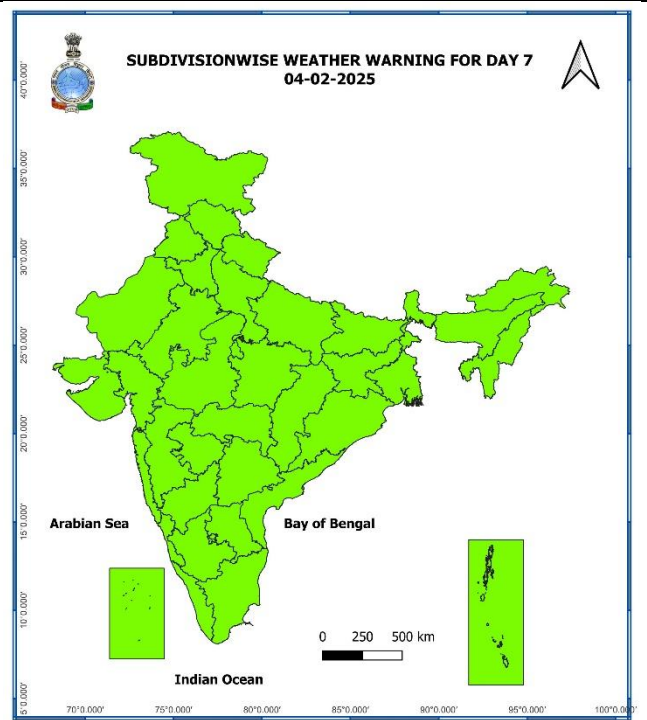 SUBDIVISIONWISE WEATHER WARNING FOR DAY 7
04-02-2025
40°0.000'
35°0.000'
30°0.000'
25°0.000'
20°0.000'
15°0.000'
10°0.000'
5°0.000'
Arabian Sea
Bay of Bengal
0 250 500 km
Indian Ocean
70°0.000' 75°0.000' 80°0.000' 85°0.000' 90°0.000' 95°0.000' 100°0.000'